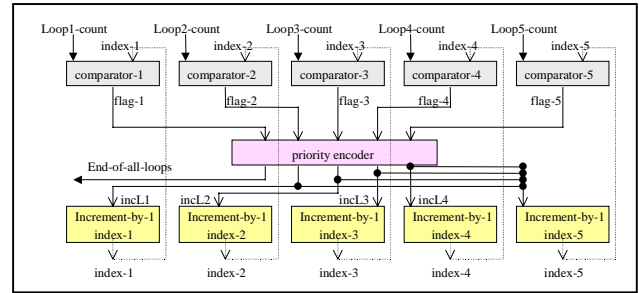 Loop1-count Loop2-count Loop3-count Loop4-count Loop5-count
index-1 index-2 index-3 index-4 index-5
comparator-1 comparator-2 comparator-3 comparator-4 comparator-5
flag-1 flag-2 flag-3 flag-4 flag-5
priority encoder
End-of-all-loops
incL1 incL2 incL3 incL4
Increment-by-1 Increment-by-1 Increment-by-1 Increment-by-1 Increment-by-1
index-1 index-2 index-3 index-4 index-5
index-1 index-2 index-3 index-4 index-5